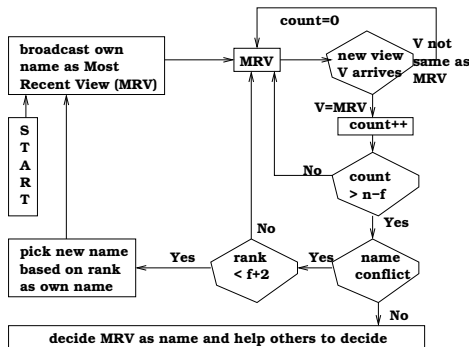 count=0
broadcast own
name as Most
Recent View (MRV)
MRV
new view
V arrives
V not
same as
MRV
V=MRV
count++
START
No
count
> n−f
Yes
No
pick new name
based on rank
as own name
Yes
rank
< f+2
Yes
name
conflict
No
decide MRV as name and help others to decide